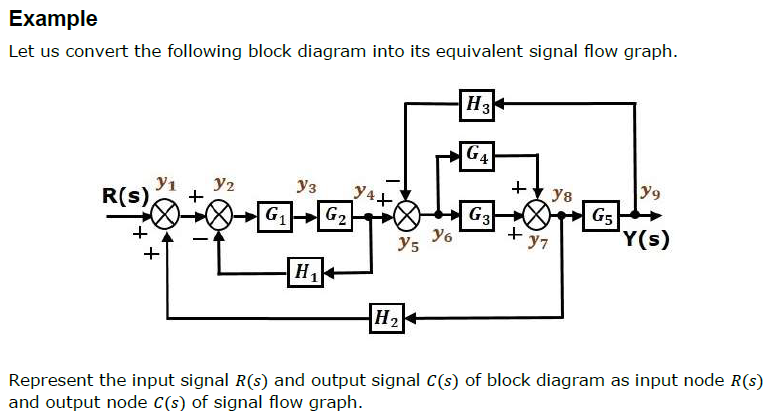 Example
Let us convert the following block diagram into its equivalent signal flow graph.
H₃
G₄
R(s) y₁ + y₂ y₃ y₄ + − + y₈ y₉
G₁ G₂ G₃ G₅
+ + − y₅ y₆ + y₇ Y(s)
H₁
H₂
Represent the input signal R(s) and output signal C(s) of block diagram as input node R(s)
and output node C(s) of signal flow graph.